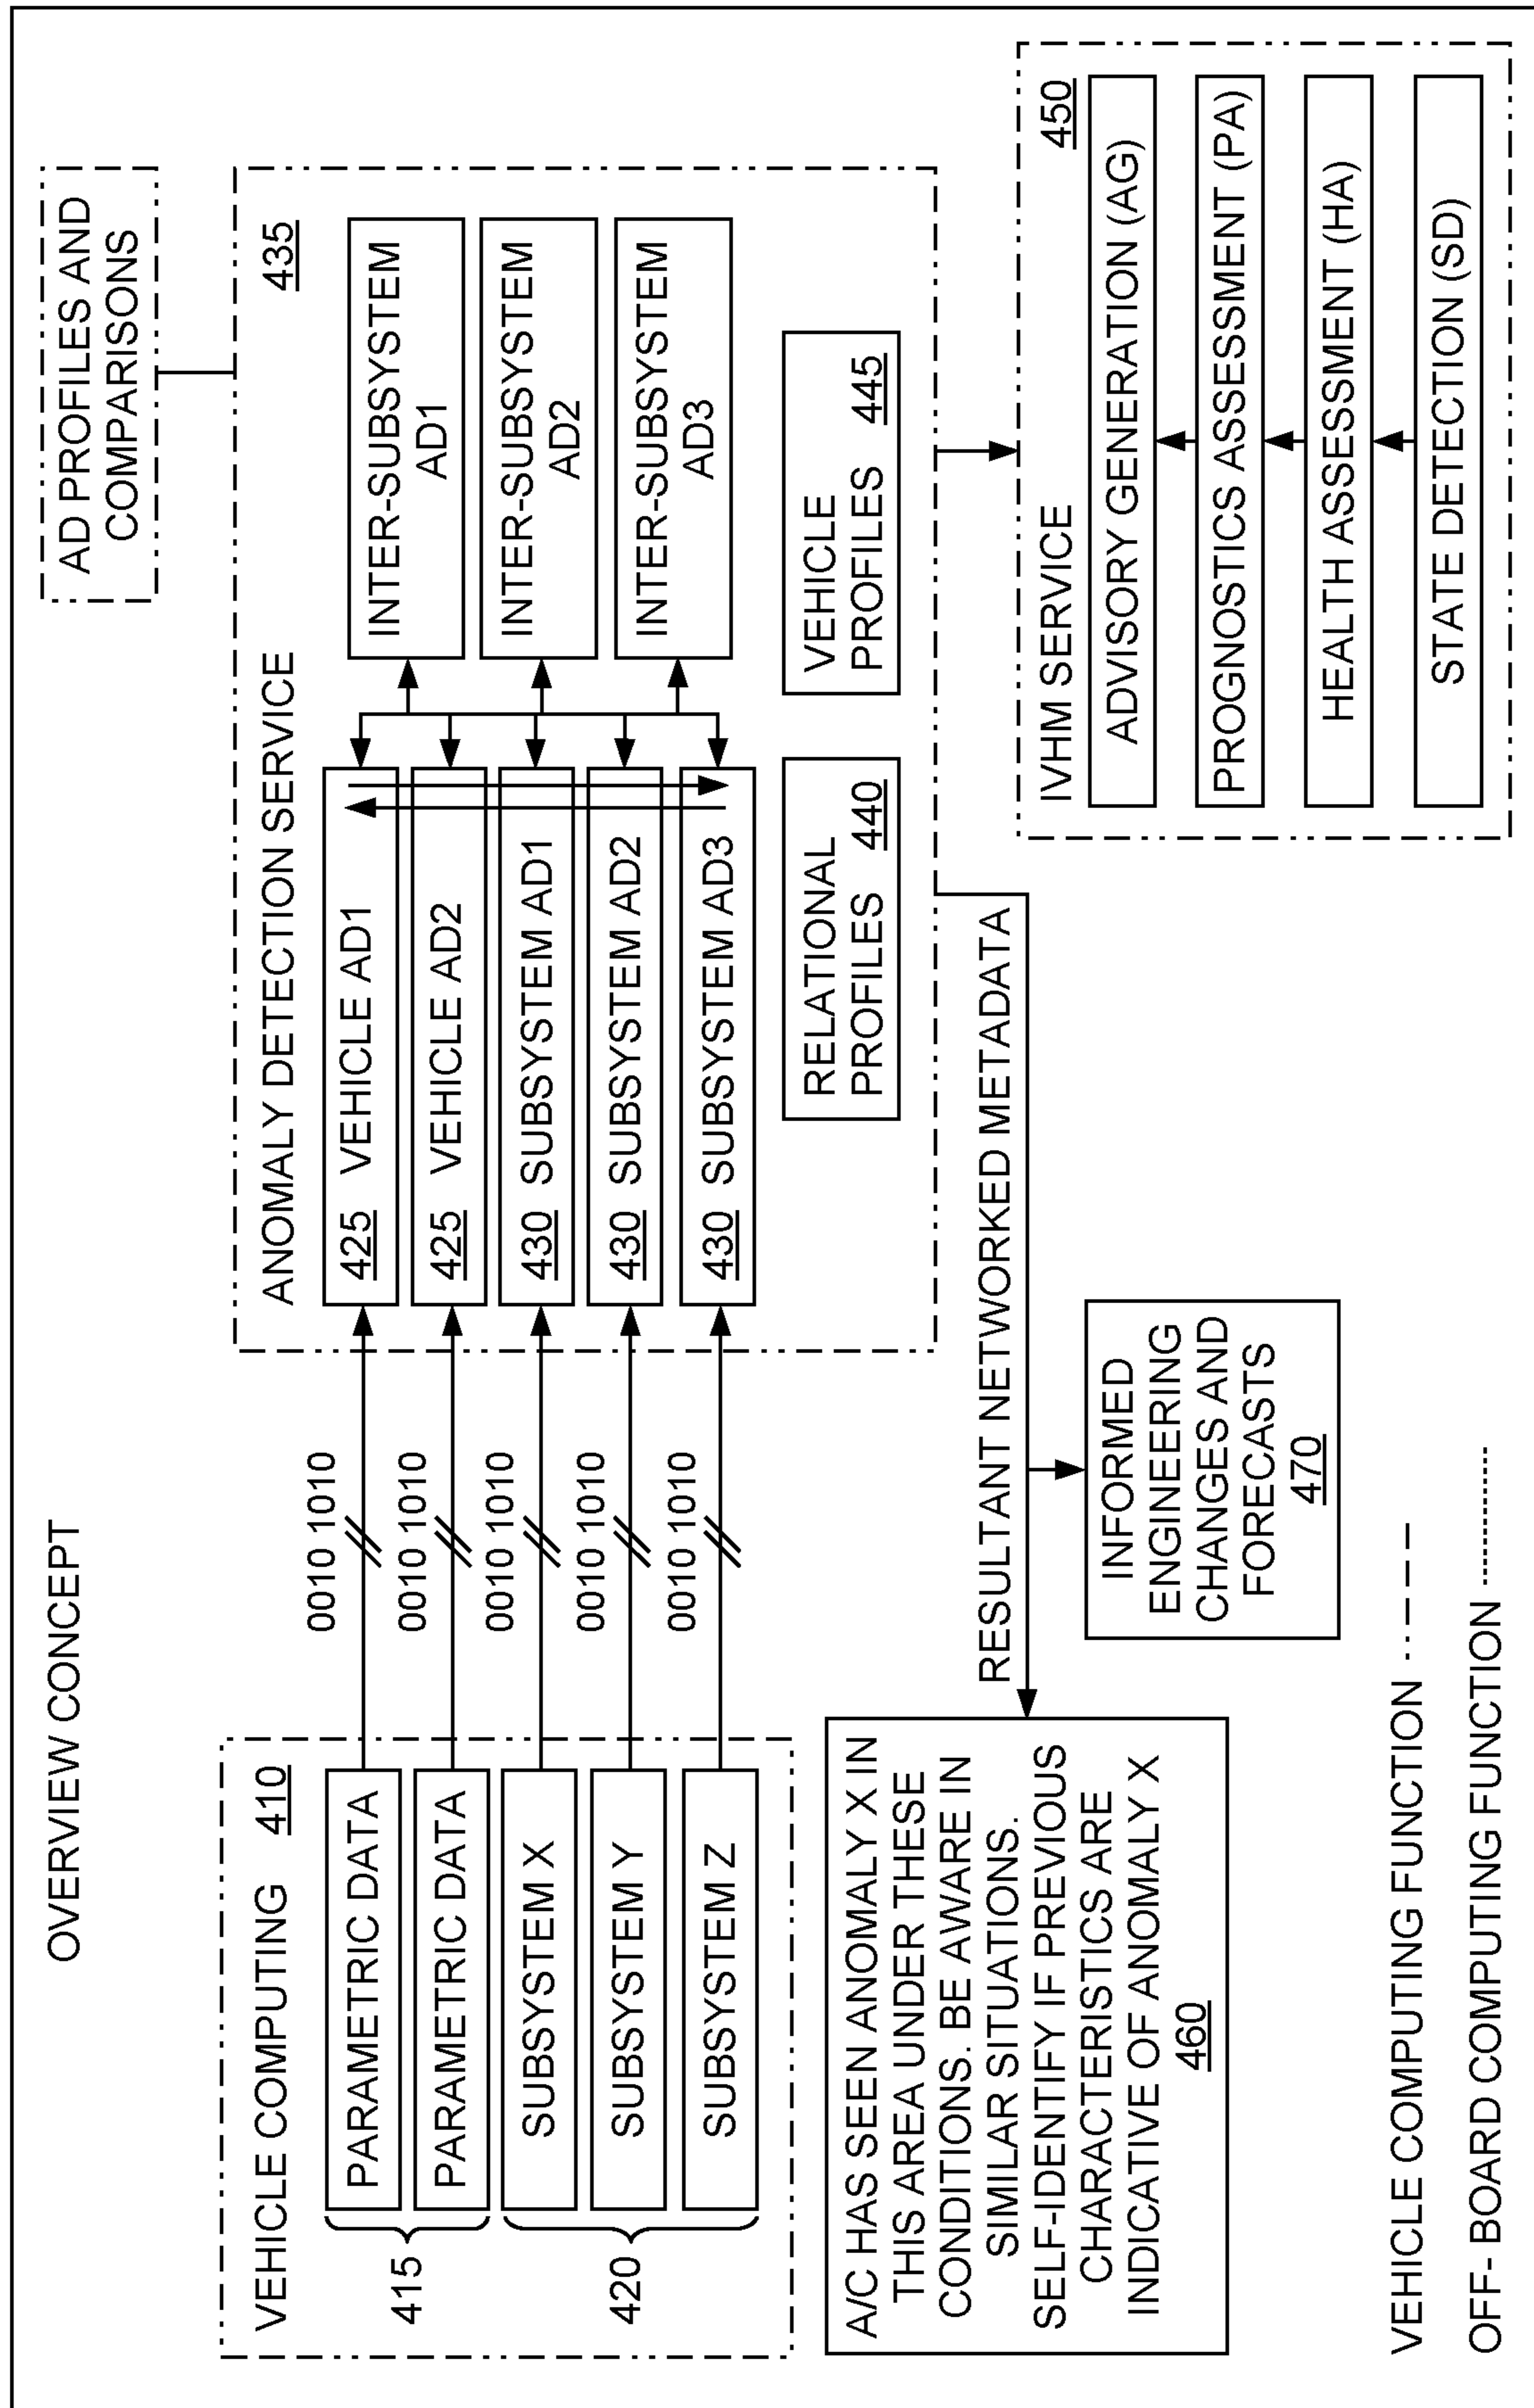 OVERVIEW CONCEPT
AD PROFILES AND
COMPARISONS
VEHICLE COMPUTING 410
PARAMETRIC DATA
PARAMETRIC DATA
SUBSYSTEM X
SUBSYSTEM Y
SUBSYSTEM Z
415
420
0010 1010
0010 1010
0010 1010
0010 1010
0010 1010
ANOMALY DETECTION SERVICE
435
425 VEHICLE AD1
425 VEHICLE AD2
430 SUBSYSTEM AD1
430 SUBSYSTEM AD2
430 SUBSYSTEM AD3
INTER-SUBSYSTEM
AD1
INTER-SUBSYSTEM
AD2
INTER-SUBSYSTEM
AD3
RELATIONAL
PROFILES 440
VEHICLE
PROFILES 445
A/C HAS SEEN ANOMALY X IN
THIS AREA UNDER THESE
CONDITIONS. BE AWARE IN
SIMILAR SITUATIONS.
SELF-IDENTIFY IF PREVIOUS
CHARACTERISTICS ARE
INDICATIVE OF ANOMALY X
460
RESULTANT NETWORKED METADATA
INFORMED
ENGINEERING
CHANGES AND
FORECASTS
470
IVHM SERVICE
450
ADVISORY GENERATION (AG)
PROGNOSTICS ASSESSMENT (PA)
HEALTH ASSESSMENT (HA)
STATE DETECTION (SD)
VEHICLE COMPUTING FUNCTION
OFF- BOARD COMPUTING FUNCTION